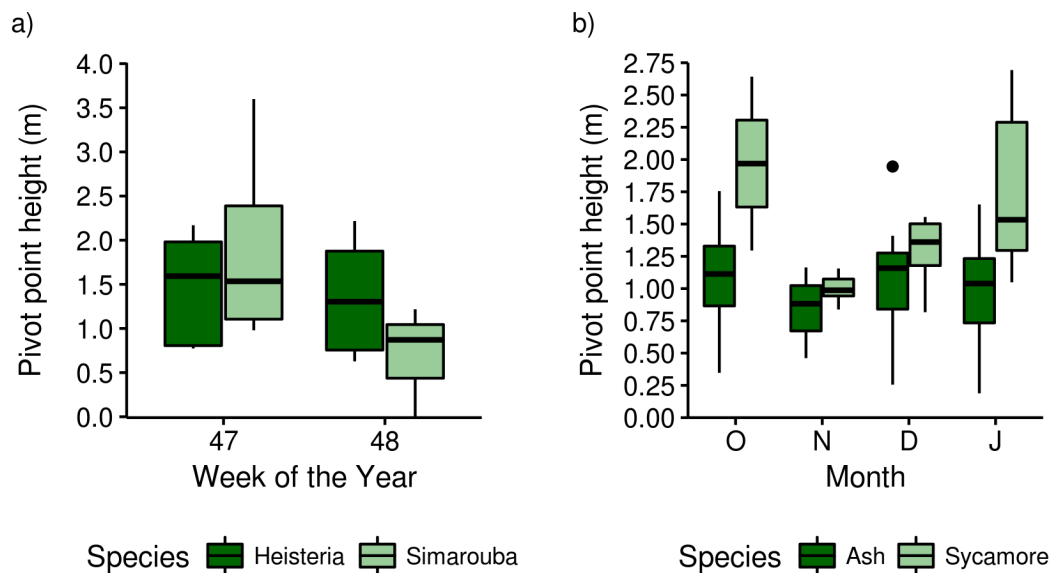 a)
Pivot point height (m)
4.0
3.5
3.0
2.5
2.0
1.5
1.0
0.5
0.0
47 48
Week of the Year
Species Heisteria Simarouba
b)
Pivot point height (m)
2.75
2.50
2.25
2.00
1.75
1.50
1.25
1.00
0.75
0.50
0.25
0.00
O N D J
Month
Species Ash Sycamore